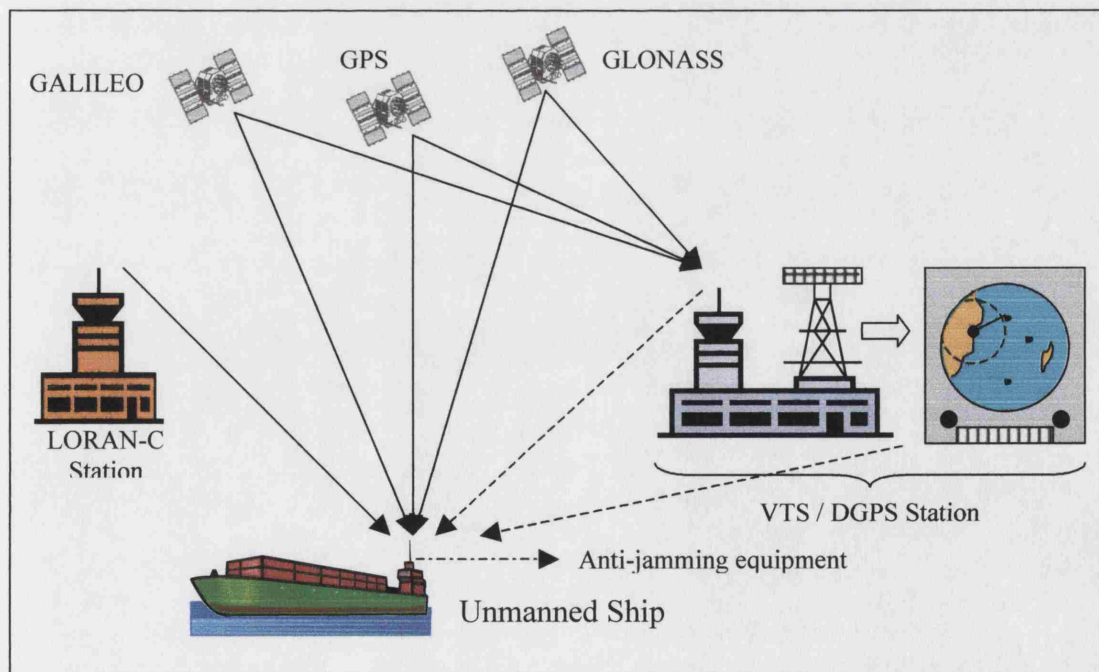 GPS
GLONASS
GALILEO
LORAN-C
Station
VTS / DGPS Station
Anti-jamming equipment
Unmanned Ship